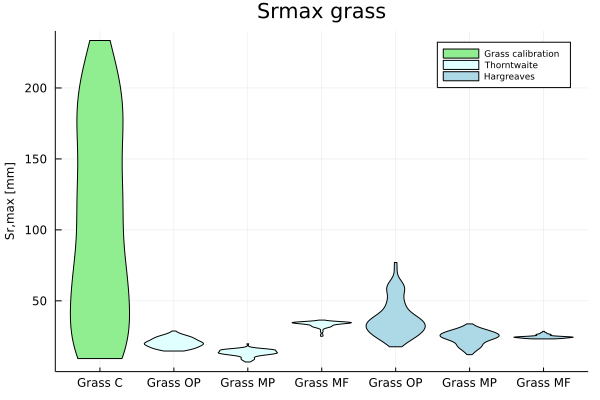 Srmax grass
Grass calibration
Thorntwaite
Hargreaves
Sr,max [mm]
200
150
100
50
Grass C Grass OP Grass MP Grass MF Grass OP Grass MP Grass MF